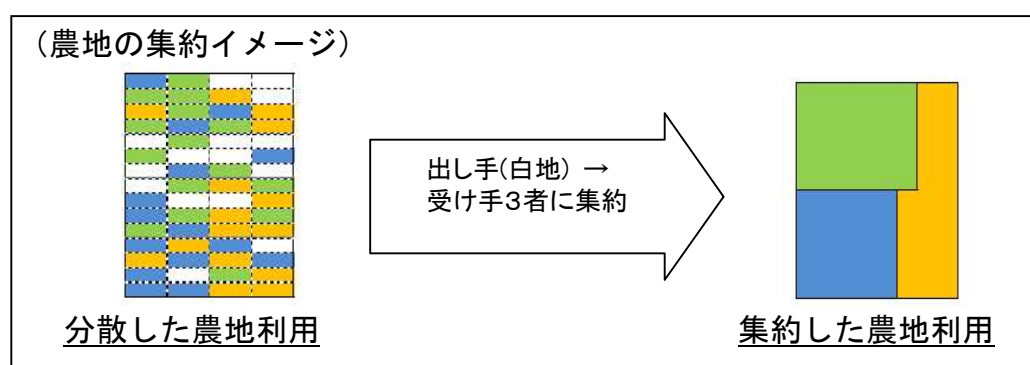 （農地の集約イメージ）
出し手(白地) →
受け手３者に集約
分散した農地利用
集約した農地利用